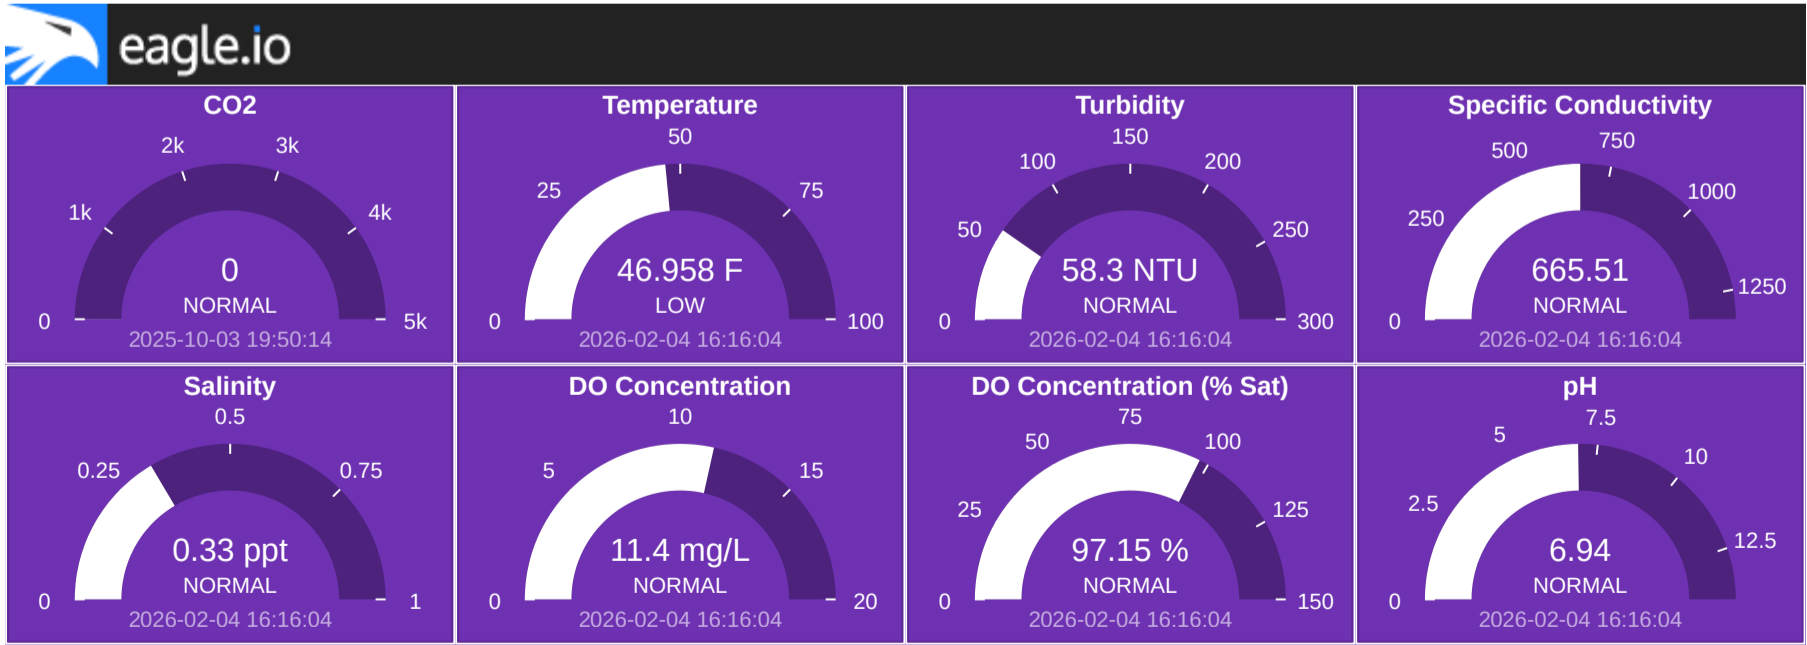 eagle.io
CO2
0
1k
2k
3k
4k
5k
0
NORMAL
2025-10-03 19:50:14
Temperature
0
25
50
75
100
46.958 F
LOW
2026-02-04 16:16:04
Turbidity
0
50
100
150
200
250
300
58.3 NTU
NORMAL
2026-02-04 16:16:04
Specific Conductivity
0
250
500
750
1000
1250
665.51
NORMAL
2026-02-04 16:16:04
Salinity
0
0.25
0.5
0.75
1
0.33 ppt
NORMAL
2026-02-04 16:16:04
DO Concentration
0
5
10
15
20
11.4 mg/L
NORMAL
2026-02-04 16:16:04
DO Concentration (% Sat)
0
25
50
75
100
125
150
97.15 %
NORMAL
2026-02-04 16:16:04
pH
0
2.5
5
7.5
10
12.5
6.94
NORMAL
2026-02-04 16:16:04